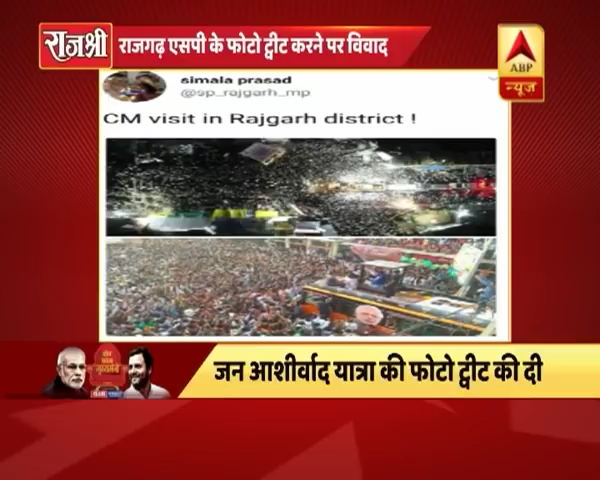 राजश्री
राजगढ़ एसपी के फोटो ट्वीट करने पर विवाद
ABP
न्यूज़
simala prasad
@sp_rajgarh_mp
CM visit in Rajgarh district !
जन आशीर्वाद यात्रा की फोटो ट्वीट की दी